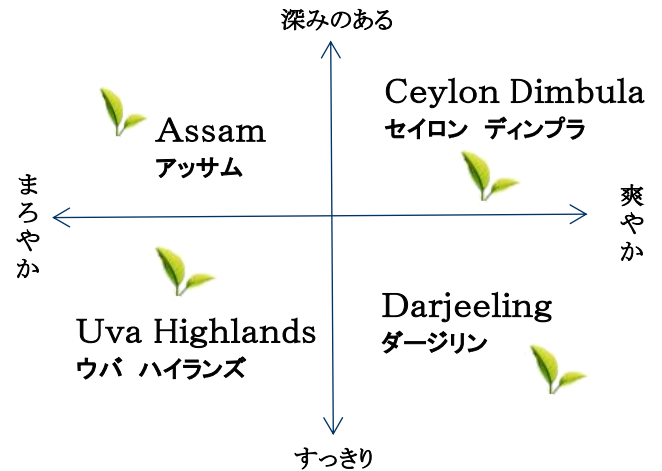 深みのある
Ceylon Dimbula
セイロン ディンプラ
Assam
アッサム
まろやか
爽やか
Darjeeling
ダージリン
Uva Highlands
ウバ ハイランズ
すっきり